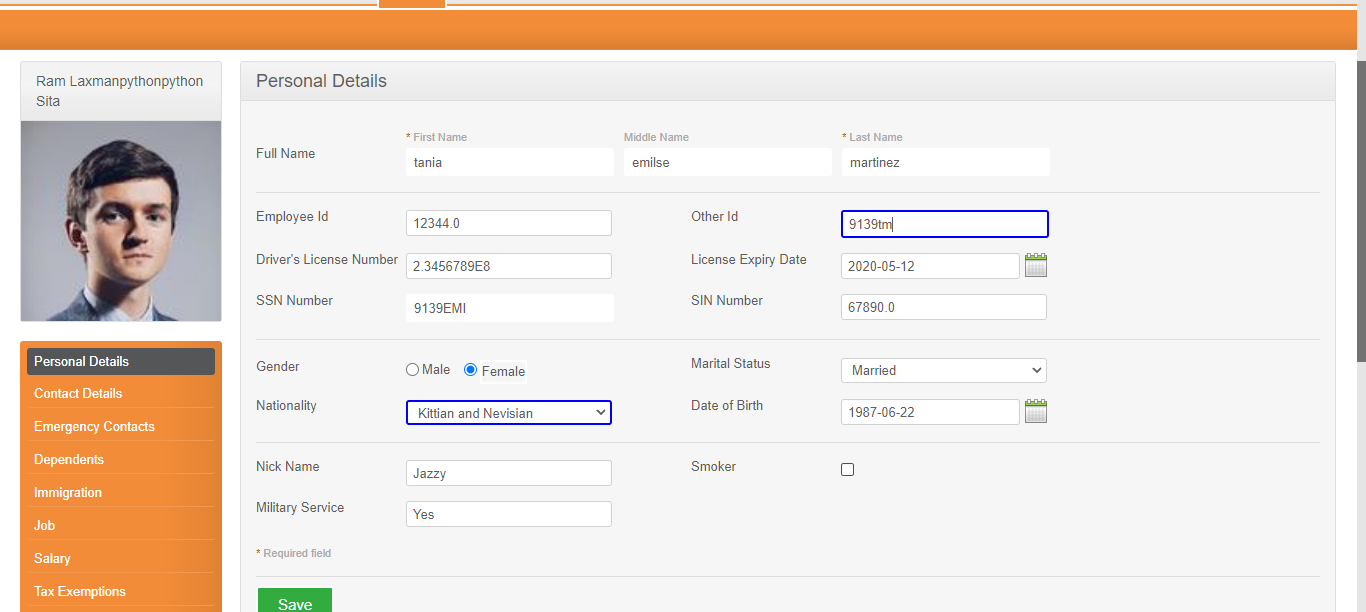 Ram Laxmanpythonpython
Sita
Personal Details
Contact Details
Emergency Contacts
Dependents
Immigration
Job
Salary
Tax Exemptions
Personal Details
* First Name Middle Name * Last Name
Full Name tania emilse martinez
Employee Id 12344.0 Other Id 9139tm
Driver's License Number 2.3456789E8 License Expiry Date 2020-05-12
SSN Number 9139EMI SIN Number 67890.0
Gender Male Female Marital Status Married
Nationality Kittian and Nevisian Date of Birth 1987-06-22
Nick Name Jazzy Smoker
Military Service Yes
* Required field
Save